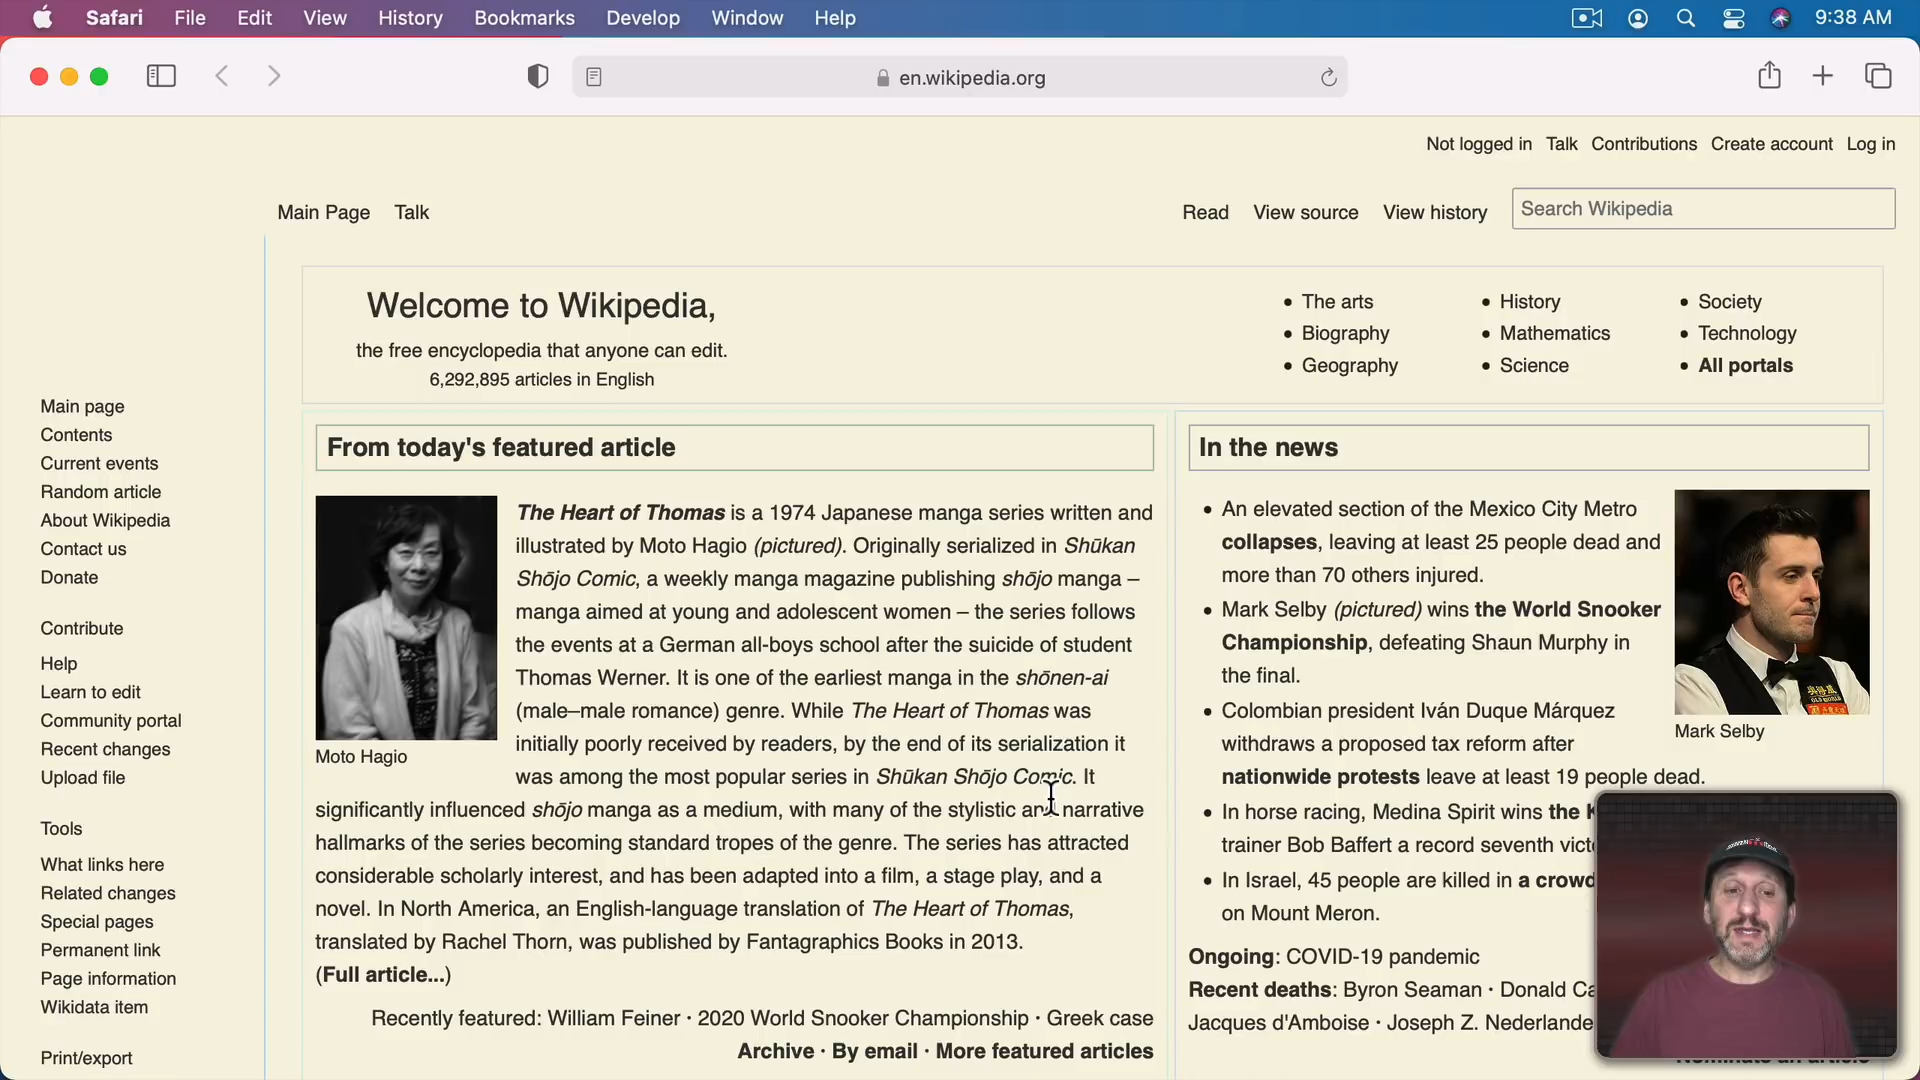 Safari File Edit View History Bookmarks Develop Window Help 9:38 AM
en.wikipedia.org
Not logged in Talk Contributions Create account Log in
Main Page Talk Read View source View history Search Wikipedia
Welcome to Wikipedia,
the free encyclopedia that anyone can edit.
6,292,895 articles in English
• The arts
• Biography
• Geography
• History
• Mathematics
• Science
• Society
• Technology
• All portals
Main page
Contents
Current events
Random article
About Wikipedia
Contact us
Donate
Contribute
Help
Learn to edit
Community portal
Recent changes
Upload file
Tools
What links here
Related changes
Special pages
Permanent link
Page information
Wikidata item
Print/export
From today's featured article
Moto Hagio
The Heart of Thomas is a 1974 Japanese manga series written and
illustrated by Moto Hagio (pictured). Originally serialized in Shūkan
Shōjo Comic, a weekly manga magazine publishing shōjo manga –
manga aimed at young and adolescent women – the series follows
the events at a German all-boys school after the suicide of student
Thomas Werner. It is one of the earliest manga in the shōnen-ai
(male–male romance) genre. While The Heart of Thomas was
initially poorly received by readers, by the end of its serialization it
was among the most popular series in Shūkan Shōjo Comic. It
significantly influenced shōjo manga as a medium, with many of the stylistic and narrative
hallmarks of the series becoming standard tropes of the genre. The series has attracted
considerable scholarly interest, and has been adapted into a film, a stage play, and a
novel. In North America, an English-language translation of The Heart of Thomas,
translated by Rachel Thorn, was published by Fantagraphics Books in 2013.
(Full article...)
Recently featured: William Feiner · 2020 World Snooker Championship · Greek case
Archive · By email · More featured articles
In the news
• An elevated section of the Mexico City Metro
collapses, leaving at least 25 people dead and
more than 70 others injured.
• Mark Selby (pictured) wins the World Snooker
Championship, defeating Shaun Murphy in
the final.
• Colombian president Iván Duque Márquez
withdraws a proposed tax reform after
nationwide protests leave at least 19 people dead.
Mark Selby
• In horse racing, Medina Spirit wins the
trainer Bob Baffert a record seventh
• In Israel, 45 people are killed in a
on Mount Meron.
Ongoing: COVID-19 pandemic
Recent deaths: Byron Seaman · Donald
Jacques d'Amboise · Joseph Z.